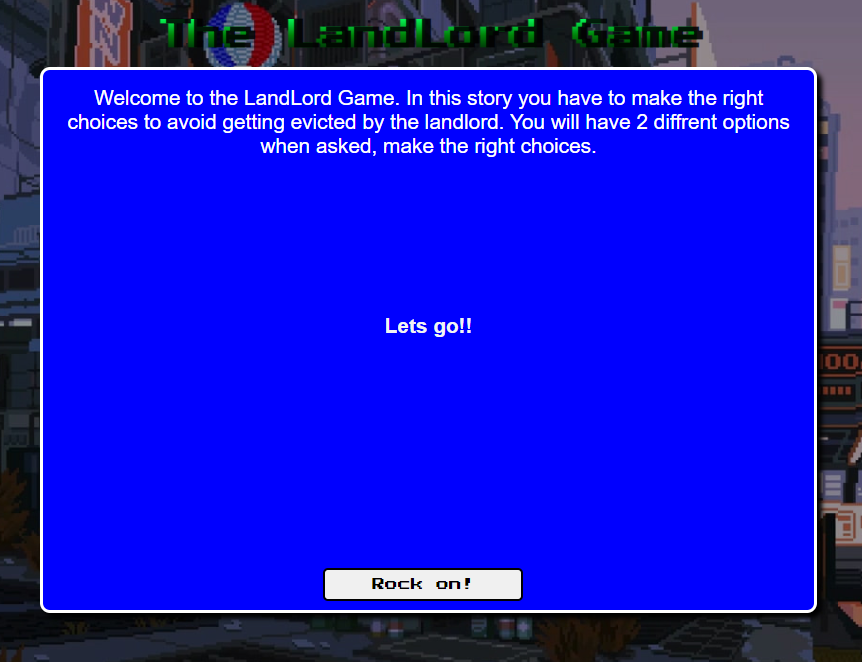 The LandLord Game
Welcome to the LandLord Game. In this story you have to make the right
choices to avoid getting evicted by the landlord. You will have 2 diffrent options
when asked, make the right choices.
Lets go!!
Rock on!